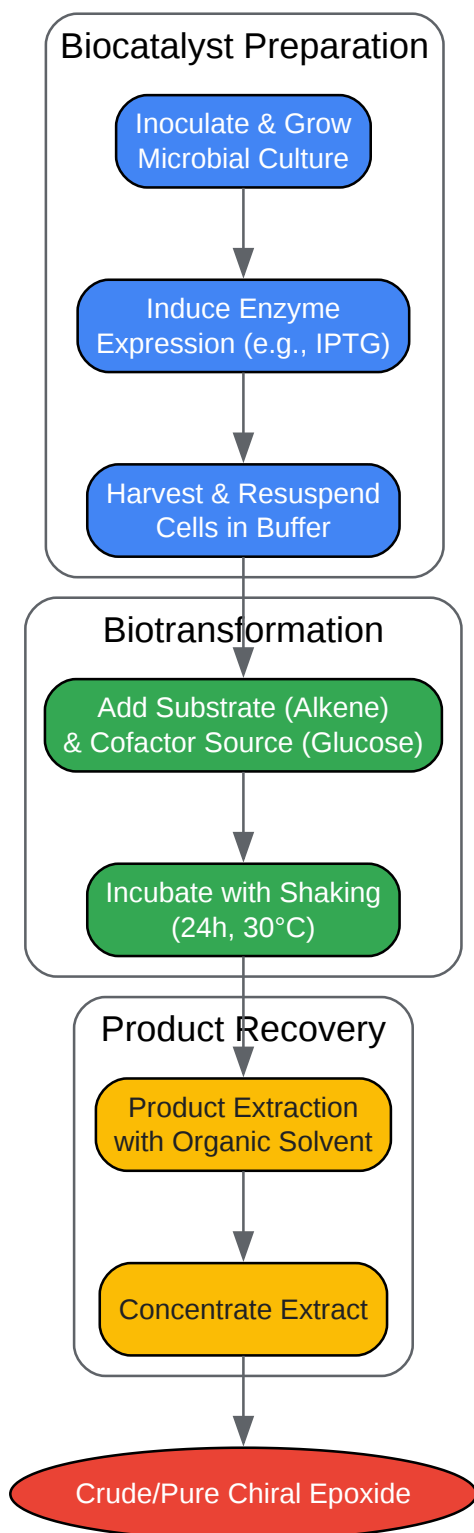 Biocatalyst Preparation
Inoculate & Grow
Microbial Culture
Induce Enzyme
Expression (e.g., IPTG)
Harvest & Resuspend
Cells in Buffer
Biotransformation
Add Substrate (Alkene)
& Cofactor Source (Glucose)
Incubate with Shaking
(24h, 30°C)
Product Recovery
Product Extraction
with Organic Solvent
Concentrate Extract
Crude/Pure Chiral Epoxide